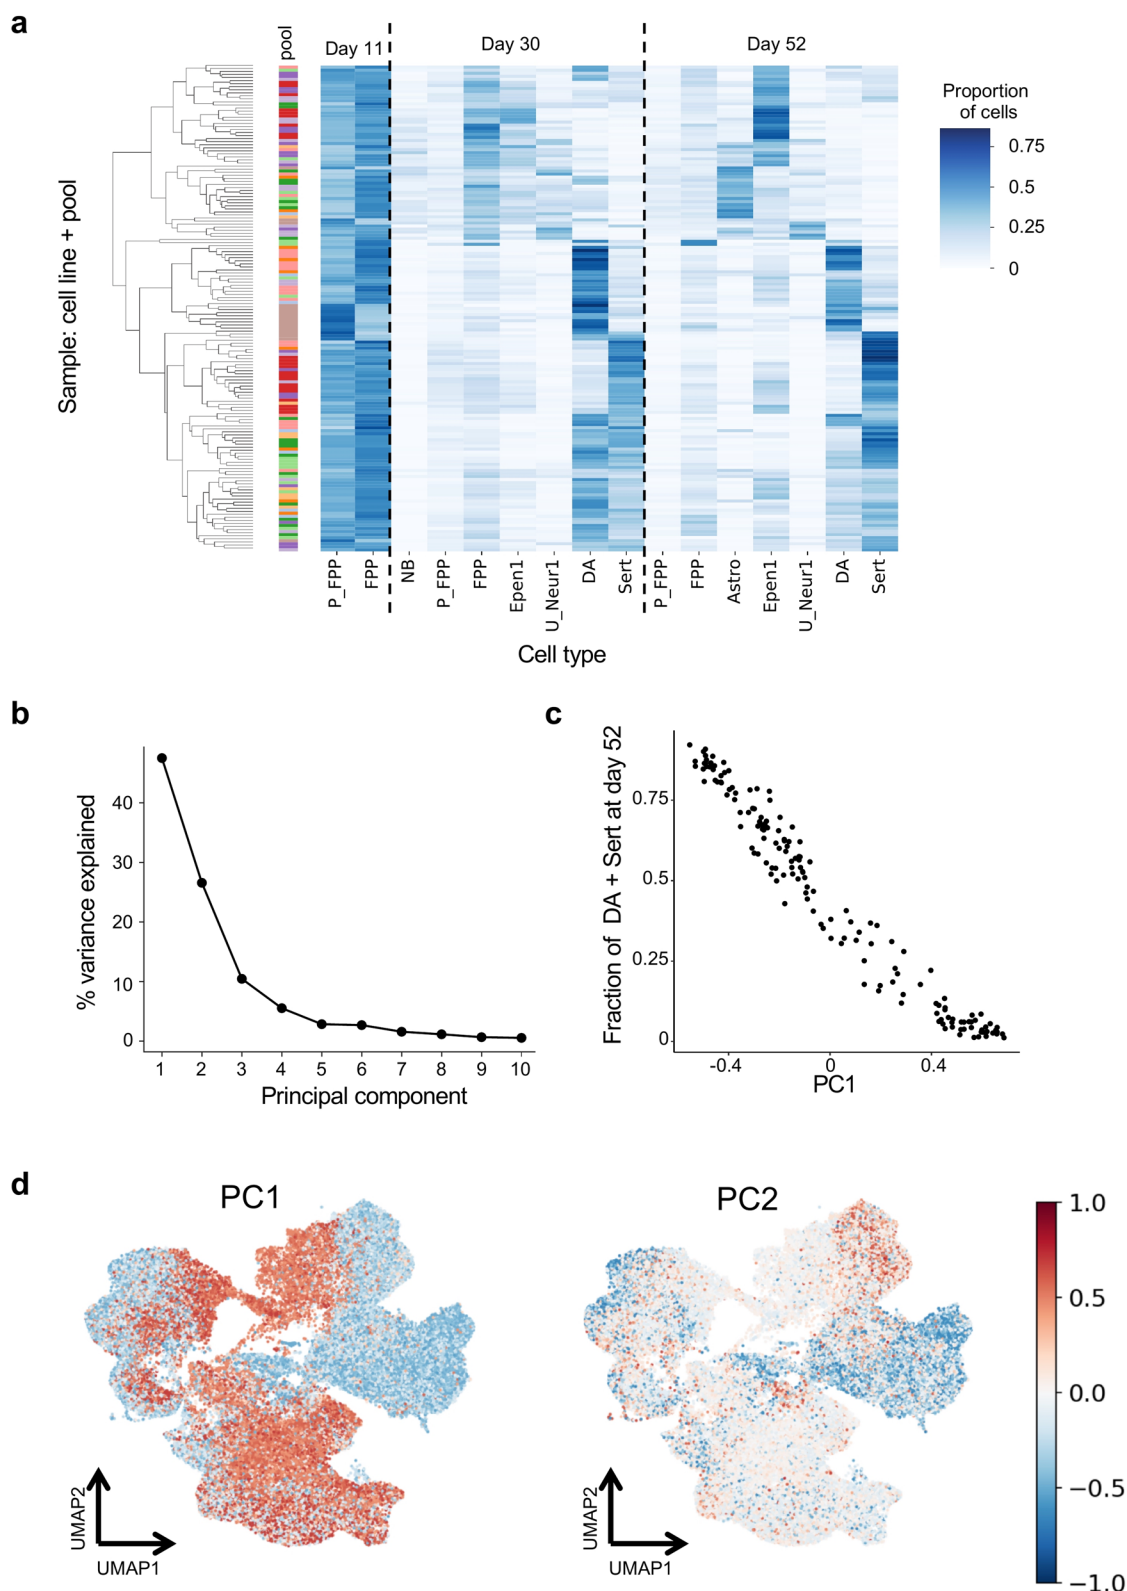 a
pool
Day 11
Day 30
Day 52
Sample: cell line + pool
Proportion
of cells
0.75
0.5
0.25
0
P_FPP
FPP
NB
P_FPP
FPP
Epen1
U_Neur1
DA
Sert
P_FPP
FPP
Astro
Epen1
U_Neur1
DA
Sert
Cell type
b
% variance explained
40
30
20
10
0
1 2 3 4 5 6 7 8 9 10
Principal component
c
Fraction of DA + Sert at day 52
0.75
0.5
0.25
0
-0.4 0 0.4
PC1
d
PC1
PC2
UMAP2
UMAP1
UMAP2
UMAP1
1.0
0.5
0.0
−0.5
−1.0